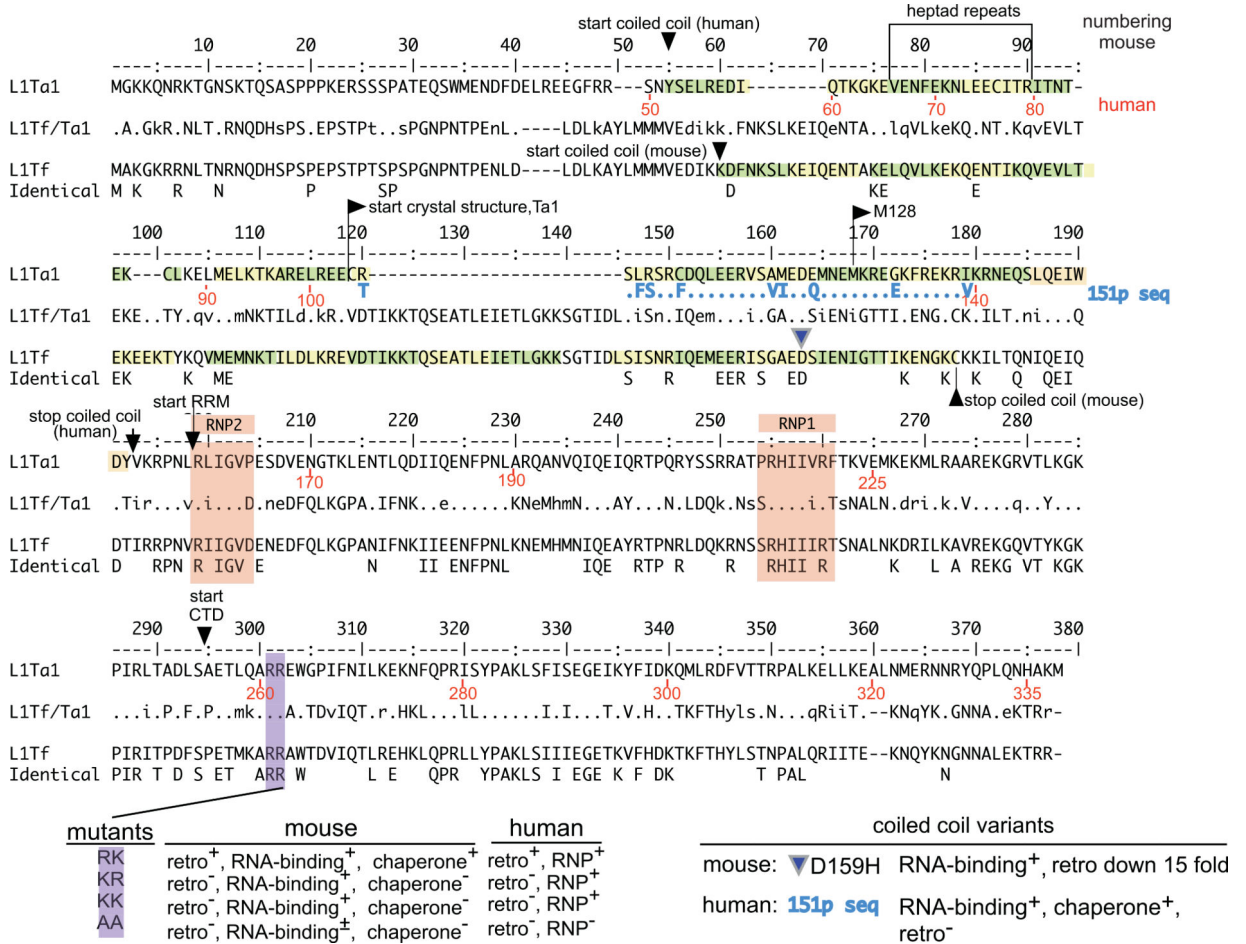 start coiled coil (human)
heptad repeats
numbering mouse
10 20 30 40 50 60 70 80 90
L1Ta1 MGKKQNRKTGNSKTQSASPPPKERSSSPATEQSWMENDFDELREEGFRR---SNYSELREDI--------QTKGKEVENFEKNLEECITRITNT
50 60 70 80
human
L1Tf/Ta1 .A.GkR.NLT.RNQDHsPS.EPSTPt..sPGNPNTPEnL.----LDLkAYLMMMVEdikk.FNKSLKEIQeNTA..lqVLkeKQ.NT.KqvEVLT
start coiled coil (mouse)
L1Tf MAKGKRRNLTNRNQDHSPSPEPSTPTSPSPGNPNTPENLD----LDLKAYLMMMVEDIKKDFNKSLKEIQENTAKELQVLKEKQENTIKQVEVLT
Identical M K R N P SP D KE E
start crystal structure,Ta1
M128
100 110 120 130 140 150 160 170 180 190
L1Ta1 EK---CLKELMELKTKARELREECR-------------------------SLRSRCDQLEERVSAMEDEMNEMKREGKFREKRIKRNEQSLQEIW
T .FS..F........VI..Q.......E......V
90 100 140
151p seq
L1Tf/Ta1 EKE..TY.qv..mNKTILd.kR.VDTIKKTQSEATLEIETLGKKSGTIDL.iSn.IQem...i.GA..SiENiGTTI.ENG.CK.ILT.ni...Q
L1Tf EKEEKTYKQVMEMNKTILDLKREVDTIKKTQSEATLEIETLGKKSGTIDLSISNRIQEMEERISGAEDSIENIGTTIKENGKCKKILTQNIQEIQ
Identical EK K ME S R EER S ED K K K Q QEI
stop coiled coil (mouse)
stop coiled coil (human)
start RRM
RNP2
RNP1
210 220 230 240 250 260 270 280
L1Ta1 DYVKRPNLRLIGVPESDVENGTKLENTLQDIIQENFPNLARQANVQIQEIQRTPQRYSSRRATPRHIIVRFTKVEMKEKMLRAAREKGRVTLKGK
170 190 225
L1Tf/Ta1 .Tir...v.i...D.neDFQLKGPA.IFNK..e......KNeMhmN...AY..N.LDQk.NsS....i.TsNALN.dri.k.V....q..Y...
L1Tf DTIRRPNVRIIGVDENEDFQLKGPANIFNKIIEENFPNLKNEMHMNIQEAYRTPNRLDQKRNSSRHIIIRTSNALNKDRILKAVREKGQVTYKGK
Identical D RPN R IGV E N II ENFPNL IQE RTP R R RHII R K L A REKG VT KGK
start CTD
290 300 310 320 330 340 350 360 370 380
L1Ta1 PIRLTADLSAETLQARREWGPIFNILKEKNFQPRISYPAKLSFISEGEIKYFIDKQMLRDFVTTRPALKELLKEALNMERNNRYQPLQNHAKM
260 280 300 320 335
L1Tf/Ta1 ...i.P.F.P..mk....A.TDvIQT.r.HKL...lL......I.I...T.V.H..TKFTHyls.N...qRiiT.--KNqYK.GNNA.eKTRr-
L1Tf PIRITPDFSPETMKARRAWTDVIQTLREHKLQPRLLYPAKLSIIIEGETKVFHDKTKFTHYLSTNPALQRIITE--KNQYKNGNNALEKTRR-
Identical PIR T D S ET ARR W L E QPR YPAKLS I EGE K F DK T PAL N
mutants mouse human
RK retro+, RNA-binding+, chaperone+ retro+, RNP+
KR retro-, RNA-binding+, chaperone- retro-, RNP+
KK retro-, RNA-binding+, chaperone- retro-, RNP+
AA retro-, RNA-binding±, chaperone- retro-, RNP-
coiled coil variants
mouse: D159H RNA-binding+, retro down 15 fold
human: 151p seq RNA-binding+, chaperone+, retro-